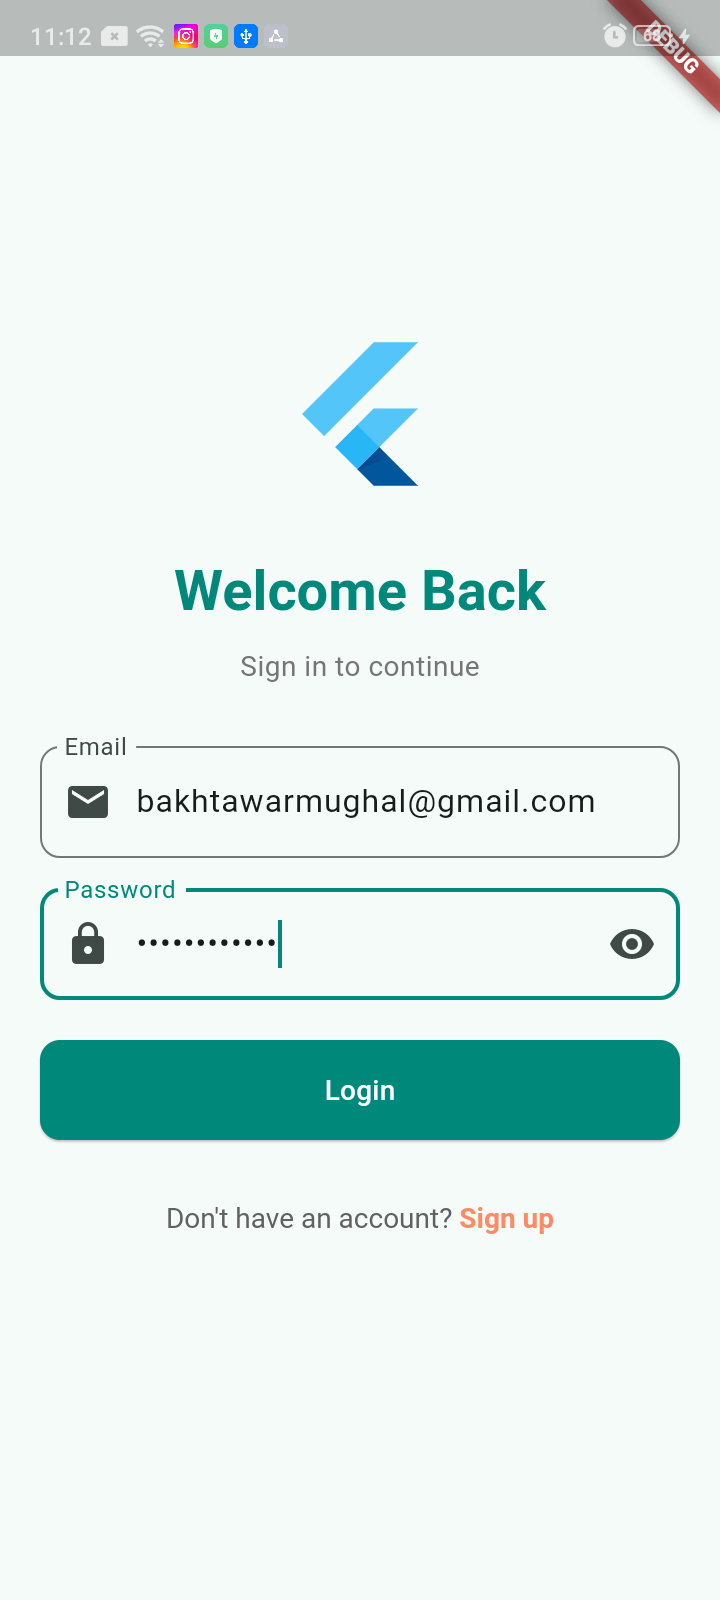 11:12
DEBUG
Welcome Back
Sign in to continue
Email
bakhtawarmughal@gmail.com
Password
••••••••••••
Login
Don't have an account? Sign up